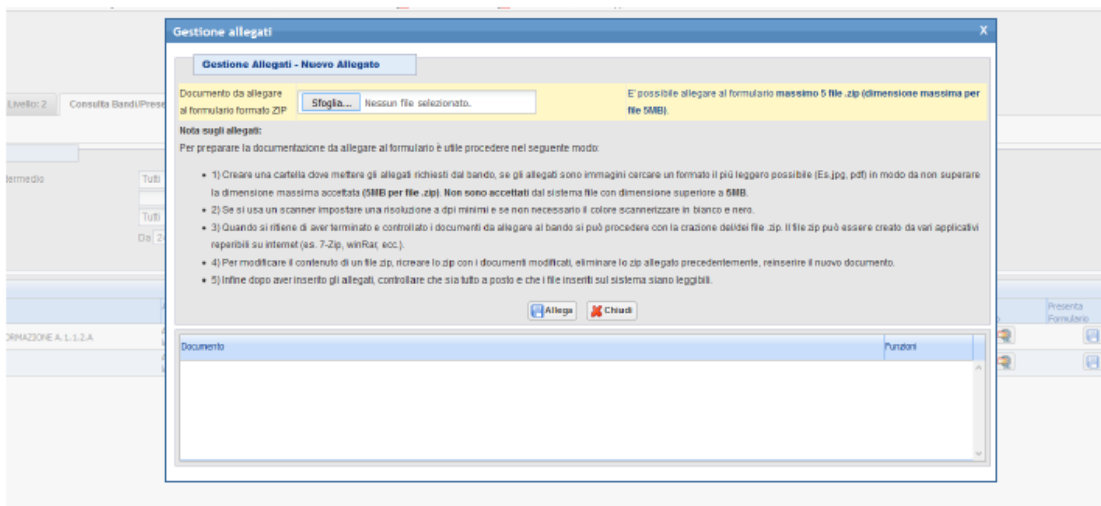 Gestione allegati
X
Gestione Allegati - Nuovo Allegato
Documento da allegare
al formulario formato ZIP
Sfoglia... Nessun file selezionato.
E' possibile allegare al formulario massimo 5 file .zip (dimensione massima per
file 5MB).
Nota sugli allegati:
Per preparare la documentazione da allegare al formulario è utile procedere nel seguente modo:
1) Creare una cartella dove mettere gli allegati richiesti dal bando, se gli allegati sono immagini cercare un formato il più leggero possibile (Es.jpg, pdf) in modo da non superare
la dimensione massima accettata (5MB per file .zip). Non sono accettati dal sistema file con dimensione superiore a 5MB.
2) Se si usa un scanner impostare una risoluzione a dpi minimi e se non necessario il colore scannerizzare in bianco e nero.
3) Quando si ritiene di aver terminato e controllato i documenti da allegare al bando si può procedere con la crazione del/dei file .zip. Il file zip può essere creato da vari applicativi
reperibili su internet (es. 7-Zip, winRar, ecc.).
4) Per modificare il contenuto di un file zip, ricreare lo zip con i documenti modificati, eliminare lo zip allegato precedentemente, reinserire il nuovo documento.
5) Infine dopo aver inserito gli allegati, controllare che sia tutto a posto e che i file inseriti sul sistema siano leggibili.
Allega Chiudi
Documento Funzioni
Livello: 2 Consulta Bandi/Prese
termedio Tutti
Tutti
Da 24
Presenta
Formulario
ORMAZIONE A.1.1.2.A